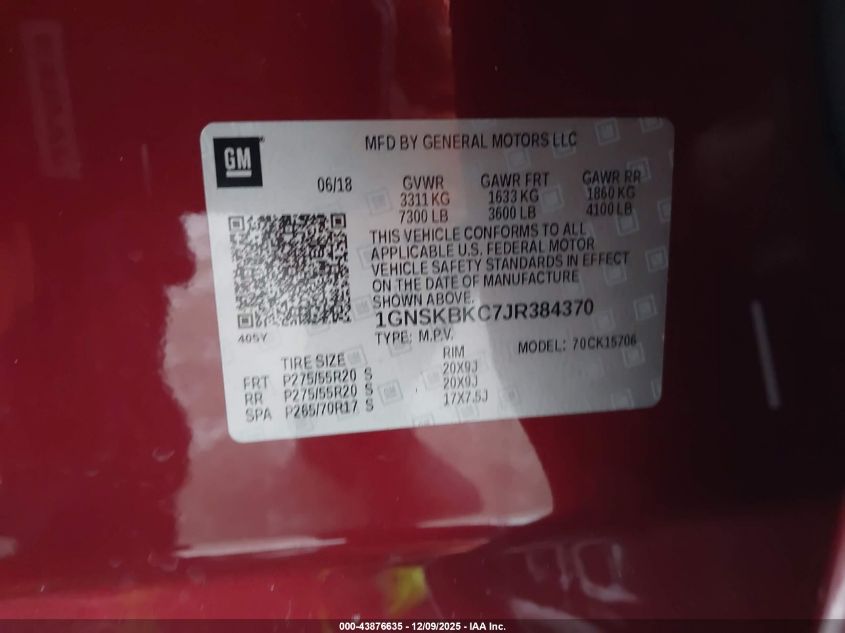 GM
MFD BY GENERAL MOTORS LLC
06/18 GVWR GAWR FRT GAWR RR
3311 KG 1633 KG 1860 KG
7300 LB 3600 LB 4100 LB
THIS VEHICLE CONFORMS TO ALL
APPLICABLE U.S. FEDERAL MOTOR
VEHICLE SAFETY STANDARDS IN EFFECT
ON THE DATE OF MANUFACTURE
SHOWN ABOVE.
1GNSKBKC7JR384370
405Y
TYPE: M.P.V. MODEL: 70CK15706
TIRE SIZE RIM
FRT P275/55R20 S 20X9J
RR P275/55R20 S 20X9J
SPA P265/70R17 S 17X7.5J
000-43876635 - 12/09/2025 - IAA Inc.